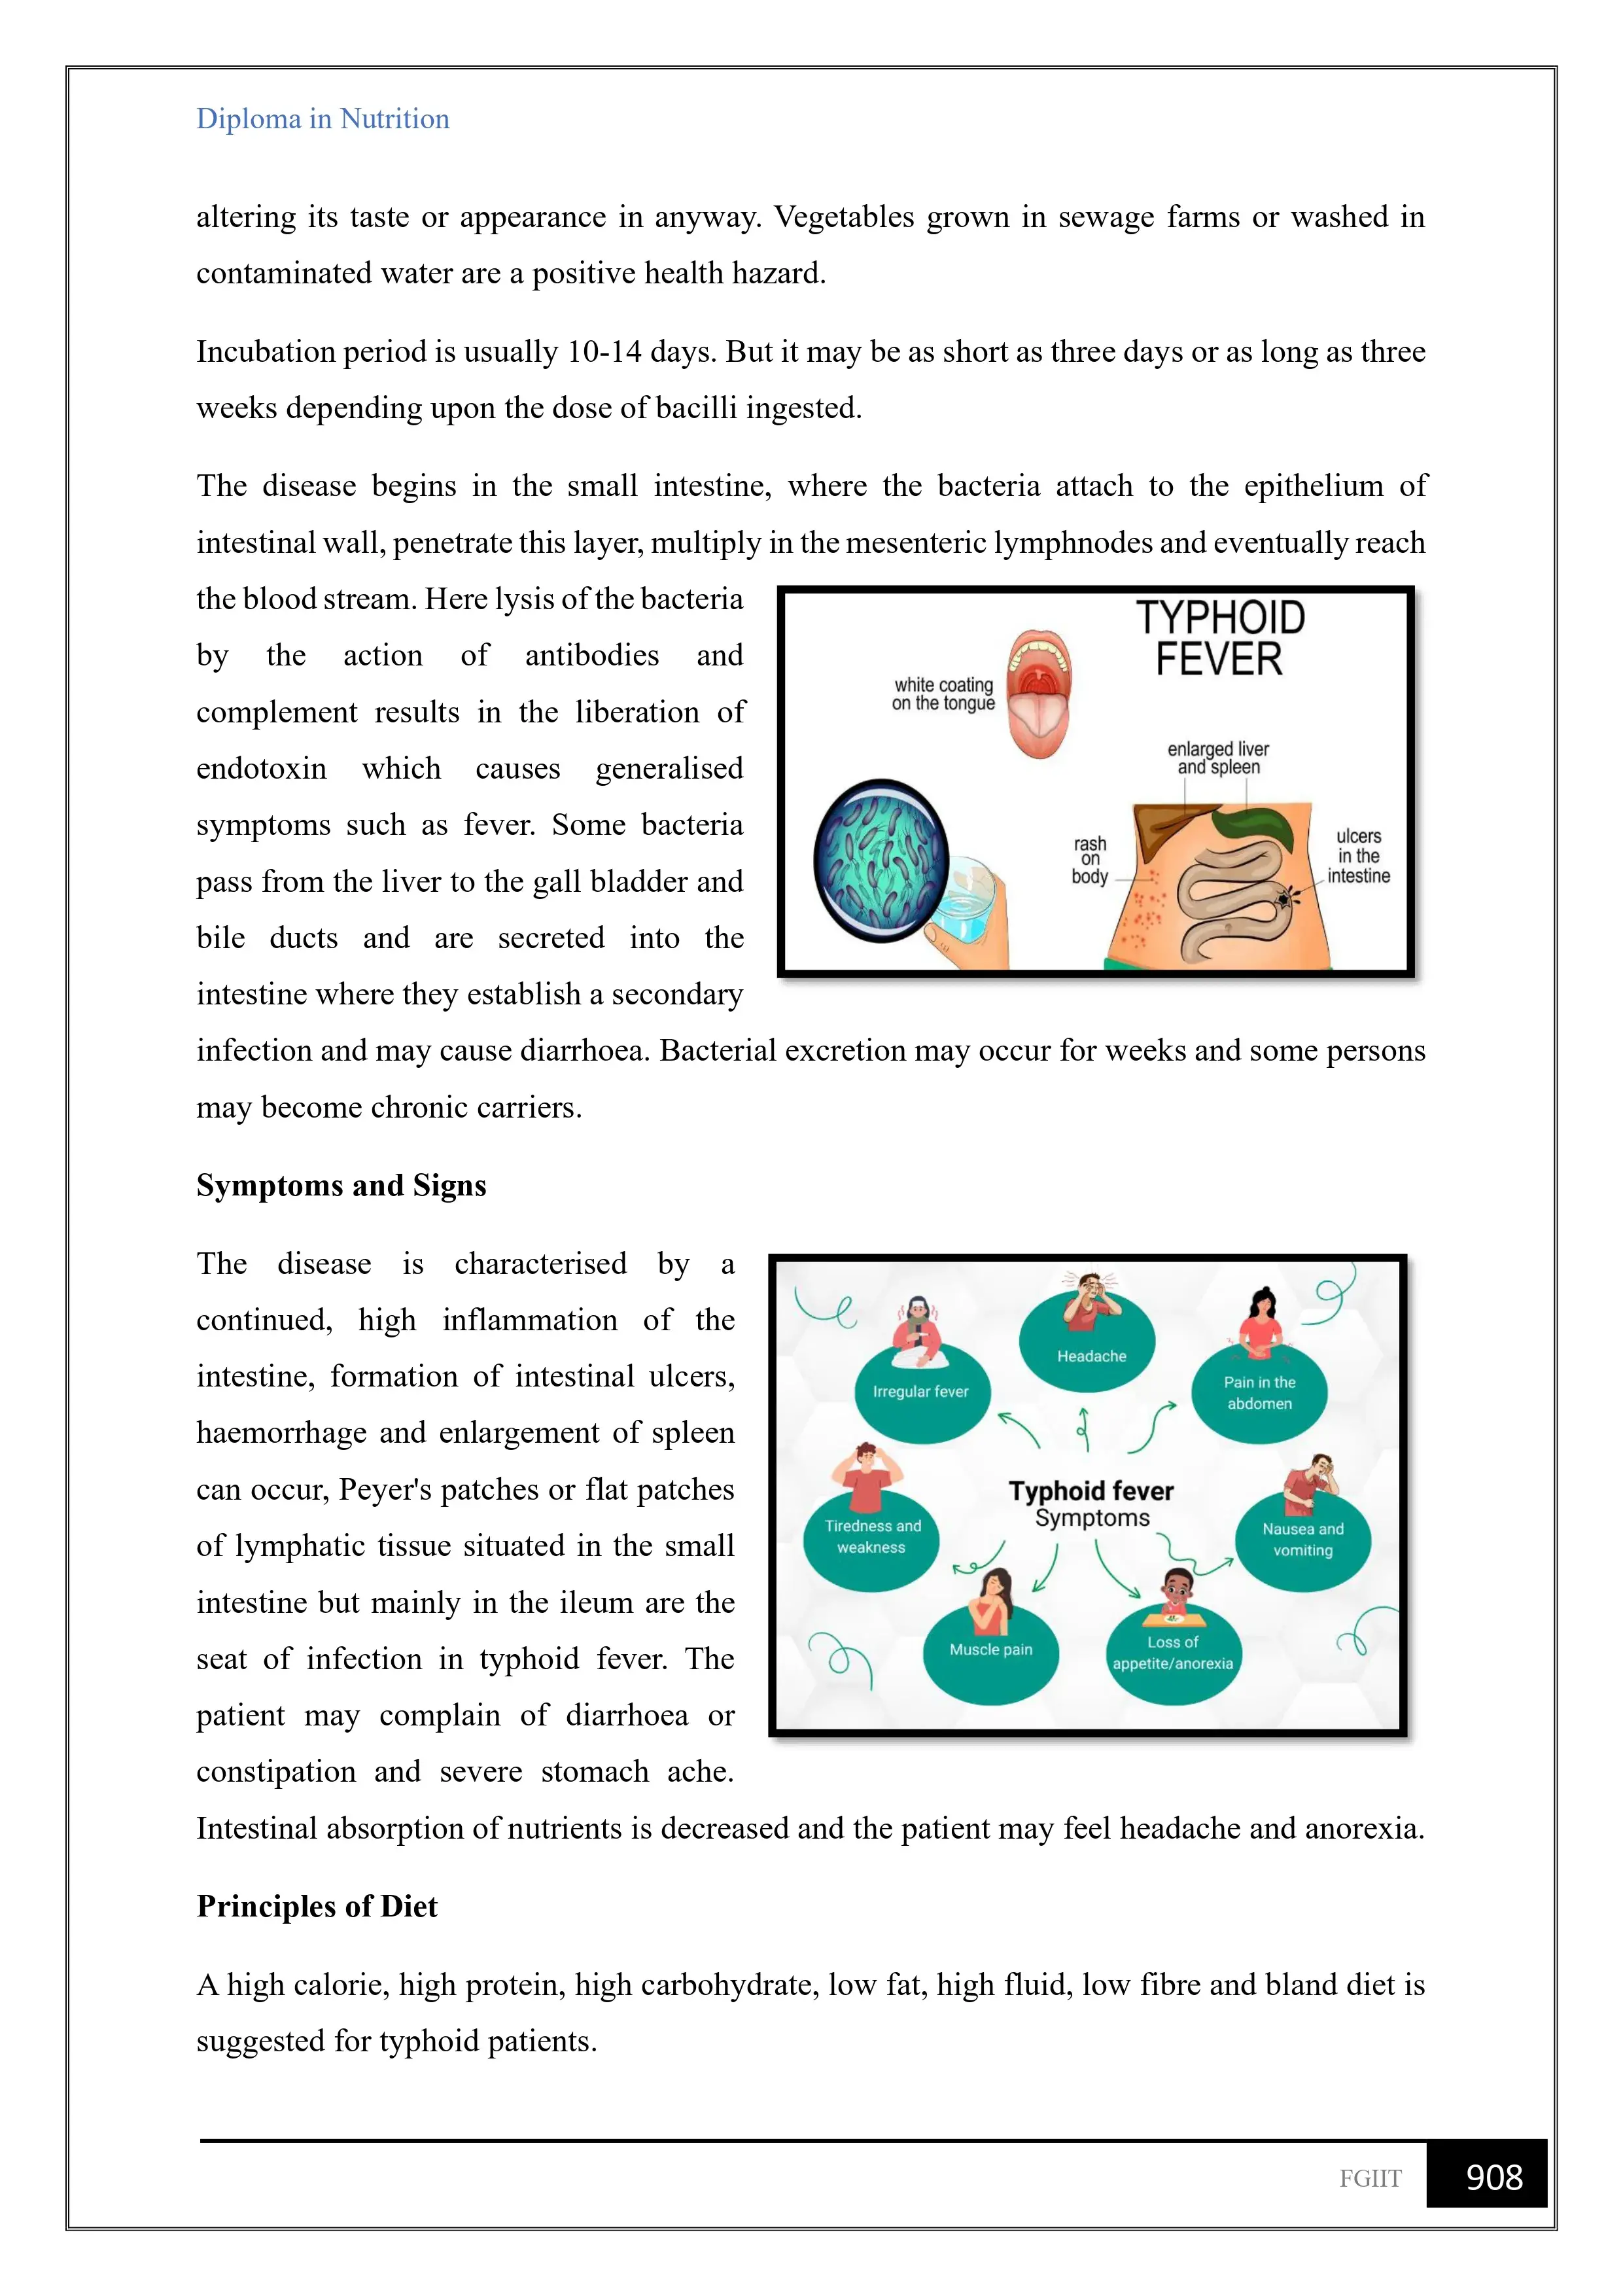 Diploma in Nutrition
altering its taste or appearance in anyway. Vegetables grown in sewage farms or washed in
contaminated water are a positive health hazard.
Incubation period is usually 10-14 days. But it may be as short as three days or as long as three
weeks depending upon the dose of bacilli ingested.
The disease begins in the small intestine, where the bacteria attach to the epithelium of
intestinal wall, penetrate this layer, multiply in the mesenteric lymphnodes and eventually reach
the blood stream. Here lysis of the bacteria
by the action of antibodies and
complement results in the liberation of
endotoxin which causes generalised
symptoms such as fever. Some bacteria
pass from the liver to the gall bladder and
bile ducts and are secreted into the
intestine where they establish a secondary
infection and may cause diarrhoea. Bacterial excretion may occur for weeks and some persons
may become chronic carriers.
TYPHOID
FEVER
white coating
on the tongue
enlarged liver
and spleen
rash
on
body
ulcers
in the
intestine
Symptoms and Signs
The disease is characterised by a
continued, high inflammation of the
intestine, formation of intestinal ulcers,
haemorrhage and enlargement of spleen
can occur, Peyer's patches or flat patches
of lymphatic tissue situated in the small
intestine but mainly in the ileum are the
seat of infection in typhoid fever. The
patient may complain of diarrhoea or
constipation and severe stomach ache.
Intestinal absorption of nutrients is decreased and the patient may feel headache and anorexia.
Headache
Irregular fever
Pain in the
abdomen
Typhoid fever
Symptoms
Tiredness and
weakness
Nausea and
vomiting
Muscle pain
Loss of
appetite/anorexia
Principles of Diet
A high calorie, high protein, high carbohydrate, low fat, high fluid, low fibre and bland diet is
suggested for typhoid patients.
FGIIT
908